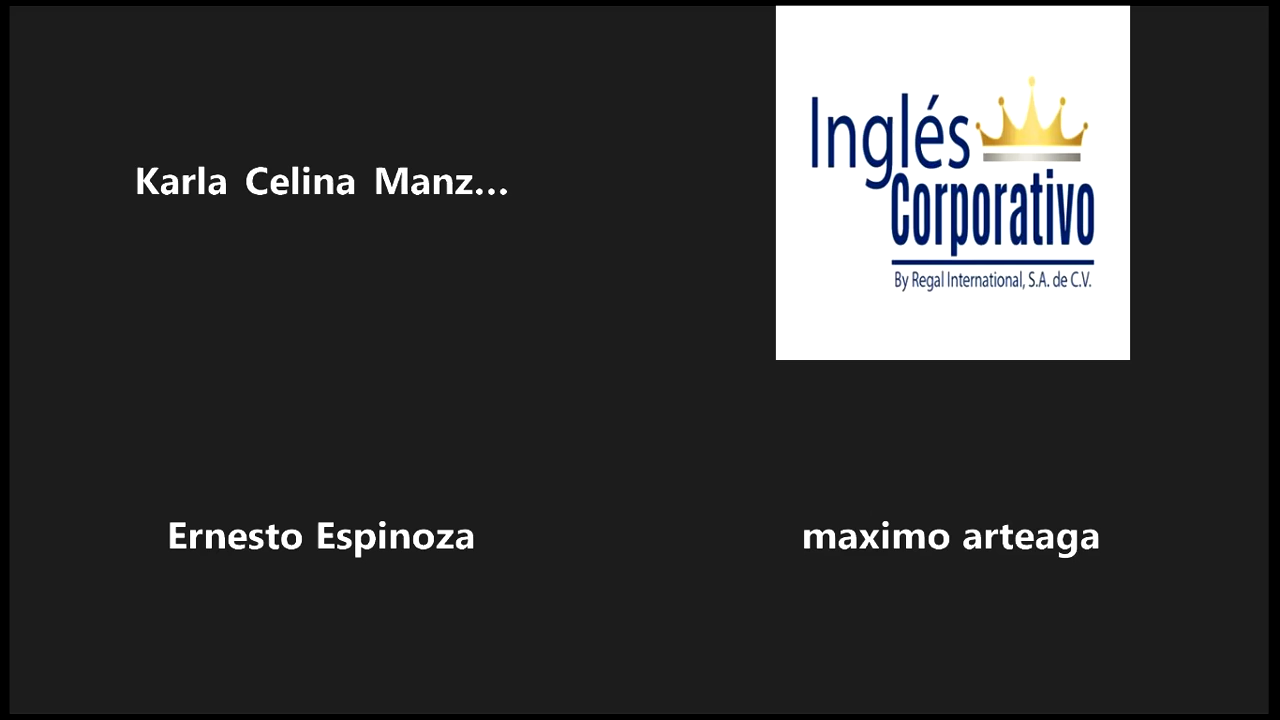 Karla Celina Manz...
Inglés
Corporativo
By Regal International, S.A. de C.V.
Ernesto Espinoza
maximo arteaga